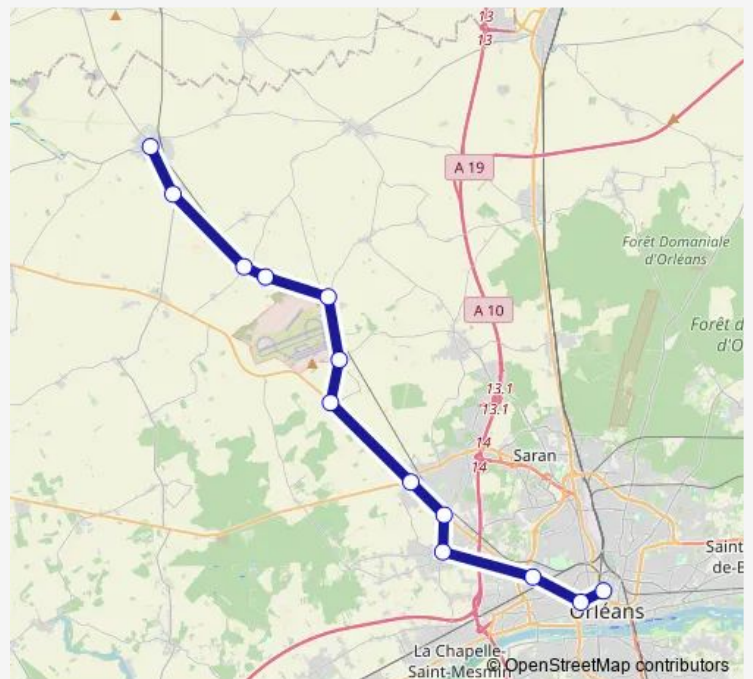 13
13
A 19
Forêt Domaniale
d'Orléans
A 10
Forêt d
d'O
13.1
13.1
14
14
Saran
Saint
de-B
Orléans
La Chapelle-
Saint-Mesmin
© OpenStreetMap contributors